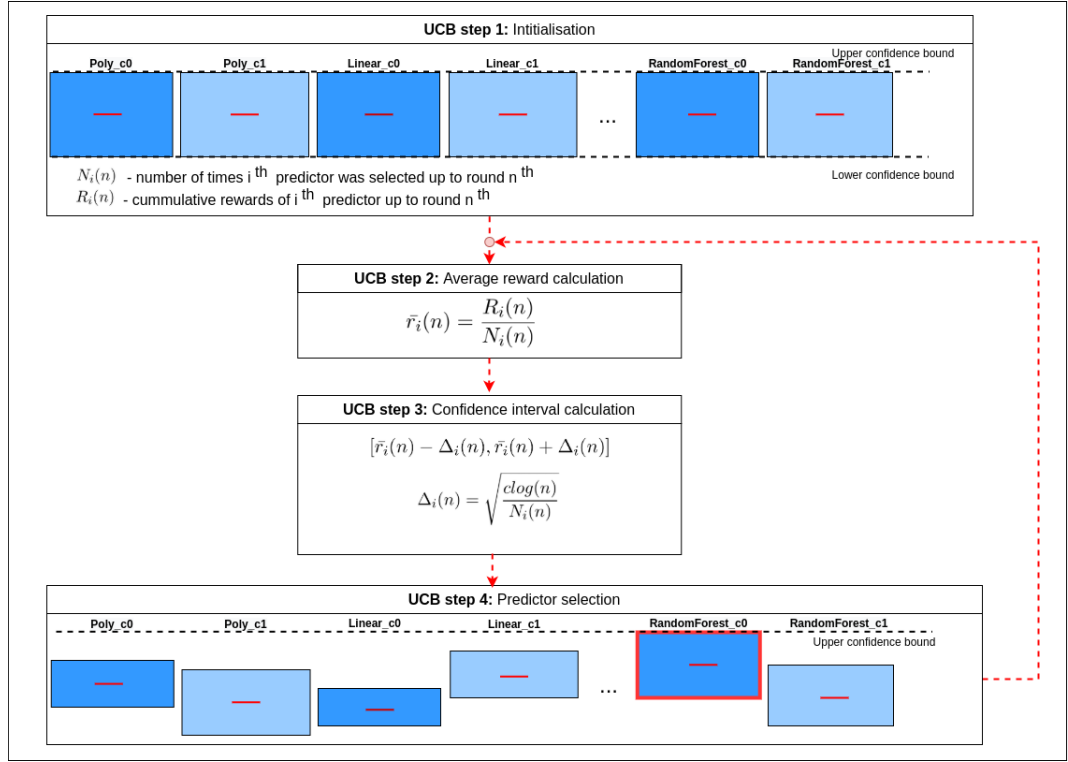 UCB step 1: Intitialisation
Upper confidence bound
Poly_c0 Poly_c1 Linear_c0 Linear_c1 RandomForest_c0 RandomForest_c1
...
N_i(n) - number of times i th predictor was selected up to round n th
Lower confidence bound
R_i(n) - cummulative rewards of i th predictor up to round n th
UCB step 2: Average reward calculation
r̄_i(n) = R_i(n) / N_i(n)
UCB step 3: Confidence interval calculation
[r̄_i(n) − Δ_i(n), r̄_i(n) + Δ_i(n)]
Δ_i(n) = √(clog(n) / N_i(n))
UCB step 4: Predictor selection
Poly_c0 Poly_c1 Linear_c0 Linear_c1 RandomForest_c0 RandomForest_c1
Upper confidence bound
...